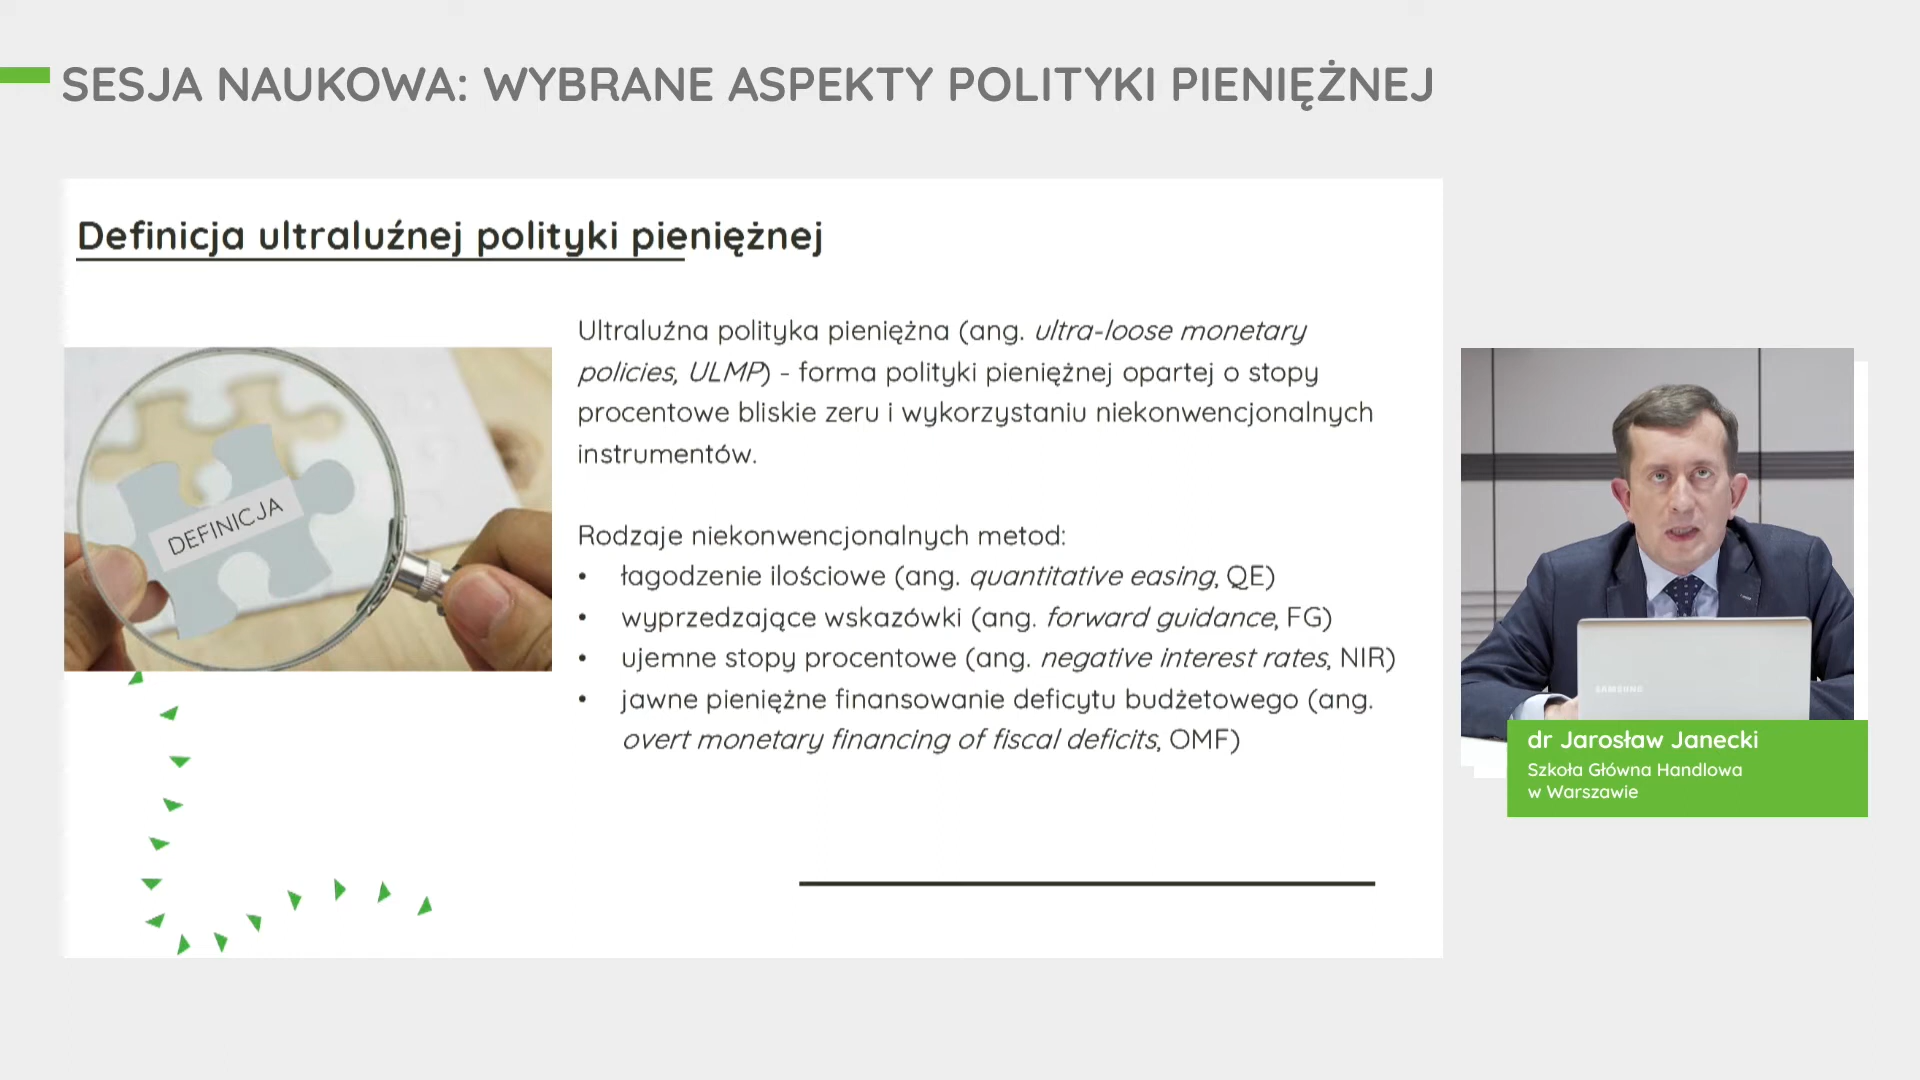 SESJA NAUKOWA: WYBRANE ASPEKTY POLITYKI PIENIĘŻNEJ
Definicja ultraluźnej polityki pieniężnej
Ultraluźna polityka pieniężna (ang. ultra-loose monetary
policies, ULMP) - forma polityki pieniężnej opartej o stopy
procentowe bliskie zeru i wykorzystaniu niekonwencjonalnych
instrumentów.
DEFINICJA
Rodzaje niekonwencjonalnych metod:
• łagodzenie ilościowe (ang. quantitative easing, QE)
• wyprzedzające wskazówki (ang. forward guidance, FG)
• ujemne stopy procentowe (ang. negative interest rates, NIR)
• jawne pieniężne finansowanie deficytu budżetowego (ang.
overt monetary financing of fiscal deficits, OMF)
SAMSUNG
dr Jarosław Janecki
Szkoła Główna Handlowa
w Warszawie